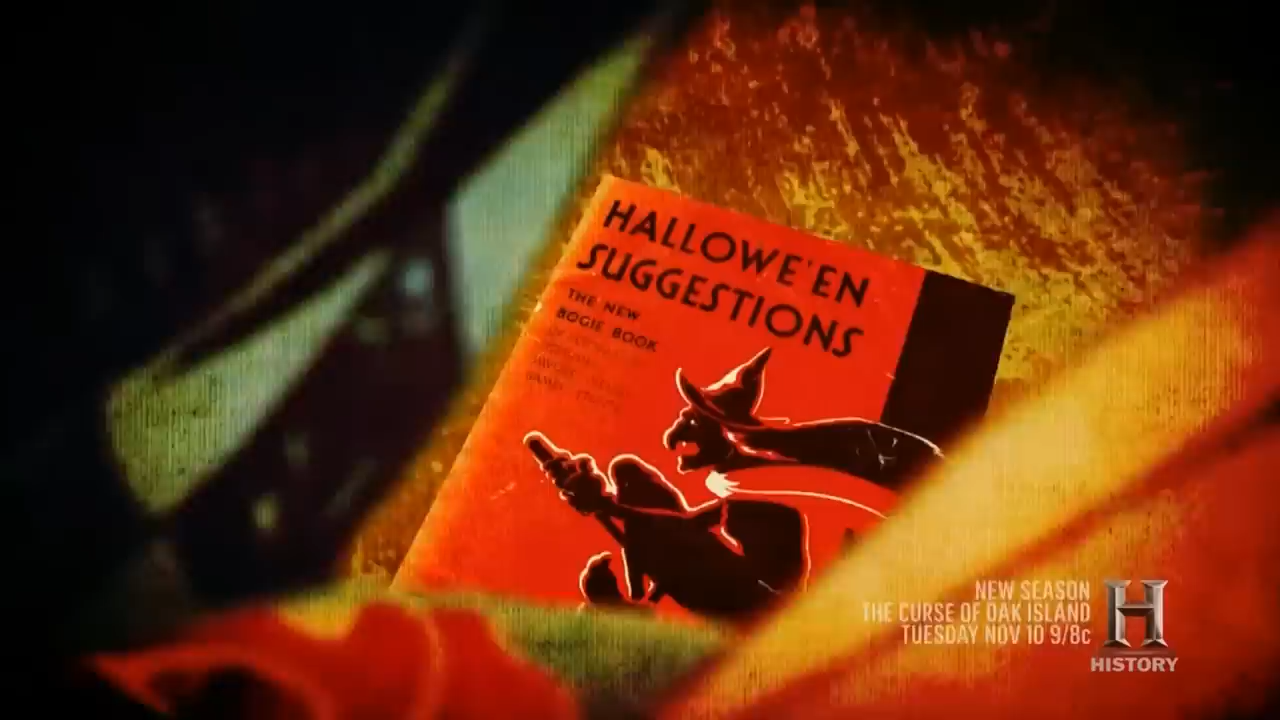 HALLOWE'EN
SUGGESTIONS
THE NEW
BOGIE BOOK
NEW SEASON
THE CURSE OF OAK ISLAND
TUESDAY NOV 10 9/8c
H
HISTORY